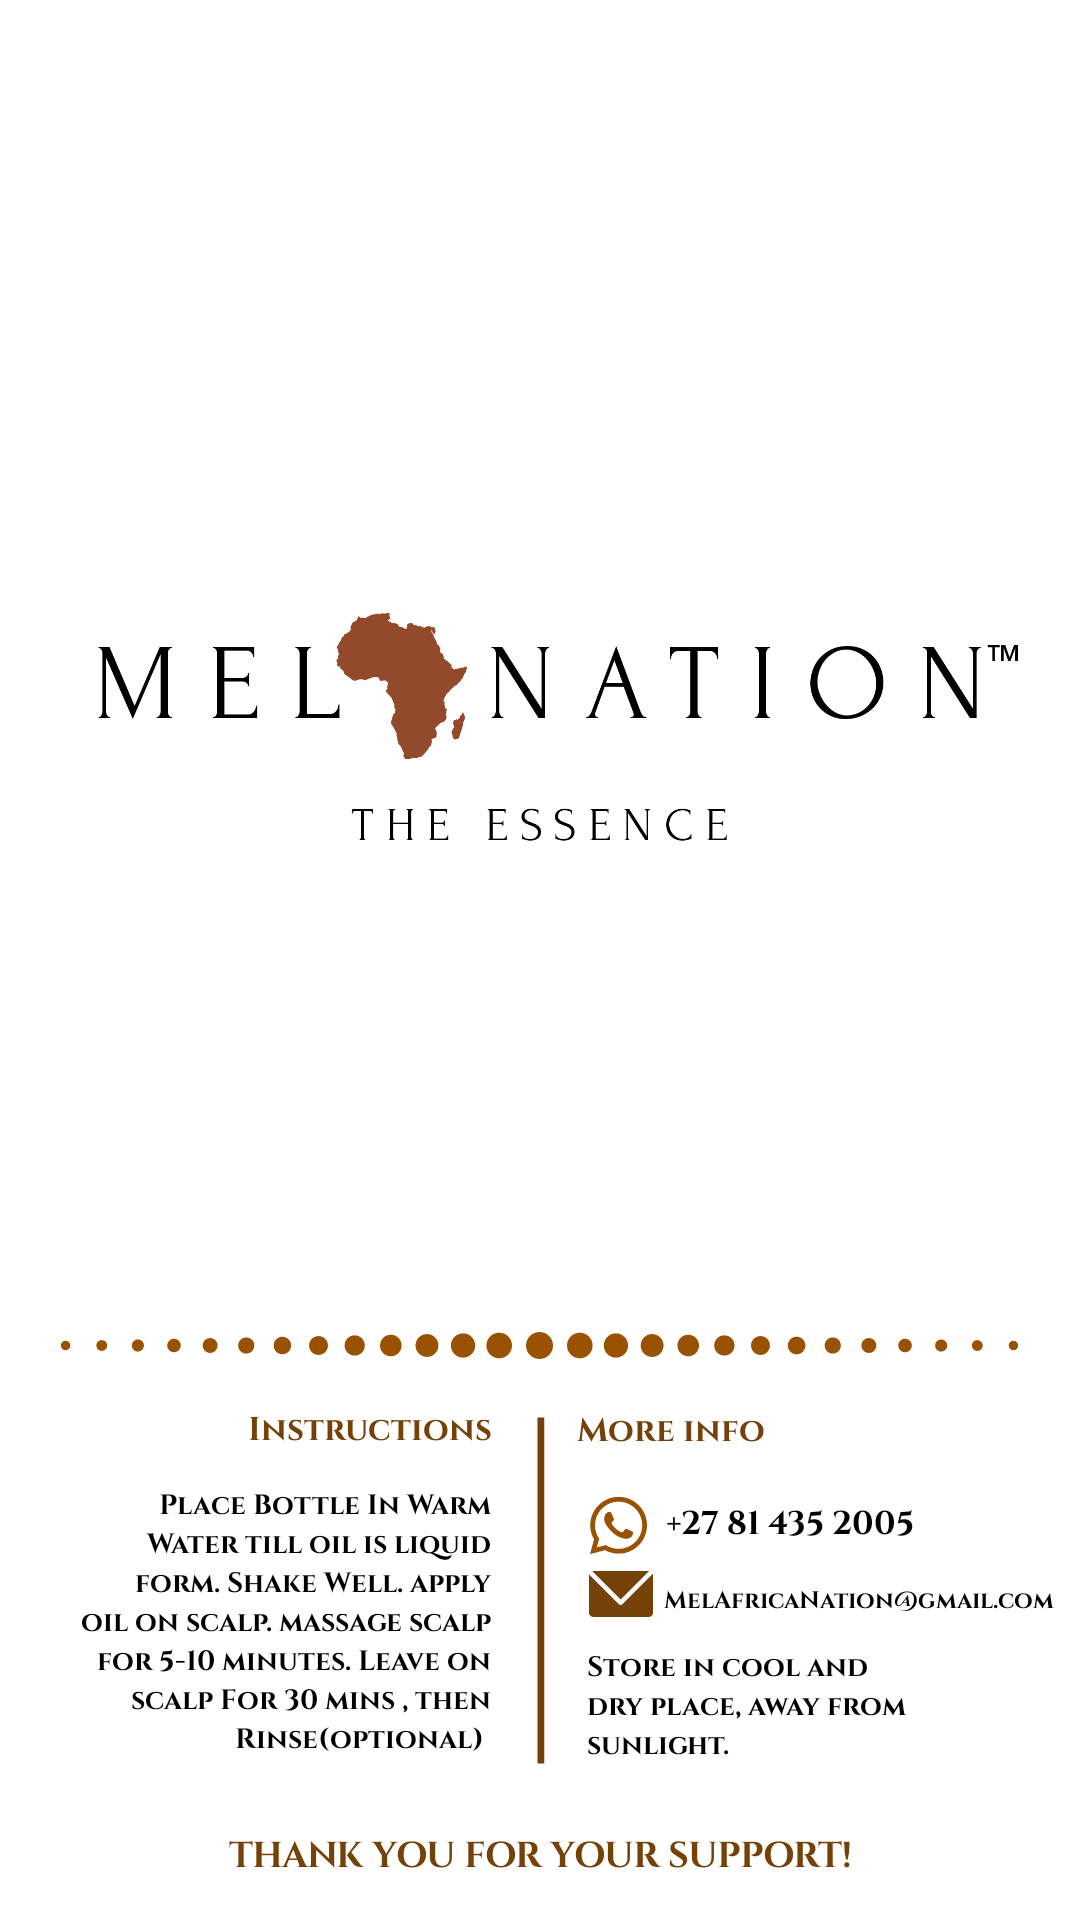 MEL NATION™
THE ESSENCE
Instructions
Place Bottle In Warm
Water till oil is liquid
form. Shake Well. apply
oil on scalp. massage scalp
for 5-10 minutes. Leave on
scalp For 30 mins , then
Rinse(optional)
More info
+27 81 435 2005
MelAfricaNation@gmail.com
Store in cool and
dry place, away from
sunlight.
THANK YOU FOR YOUR SUPPORT!